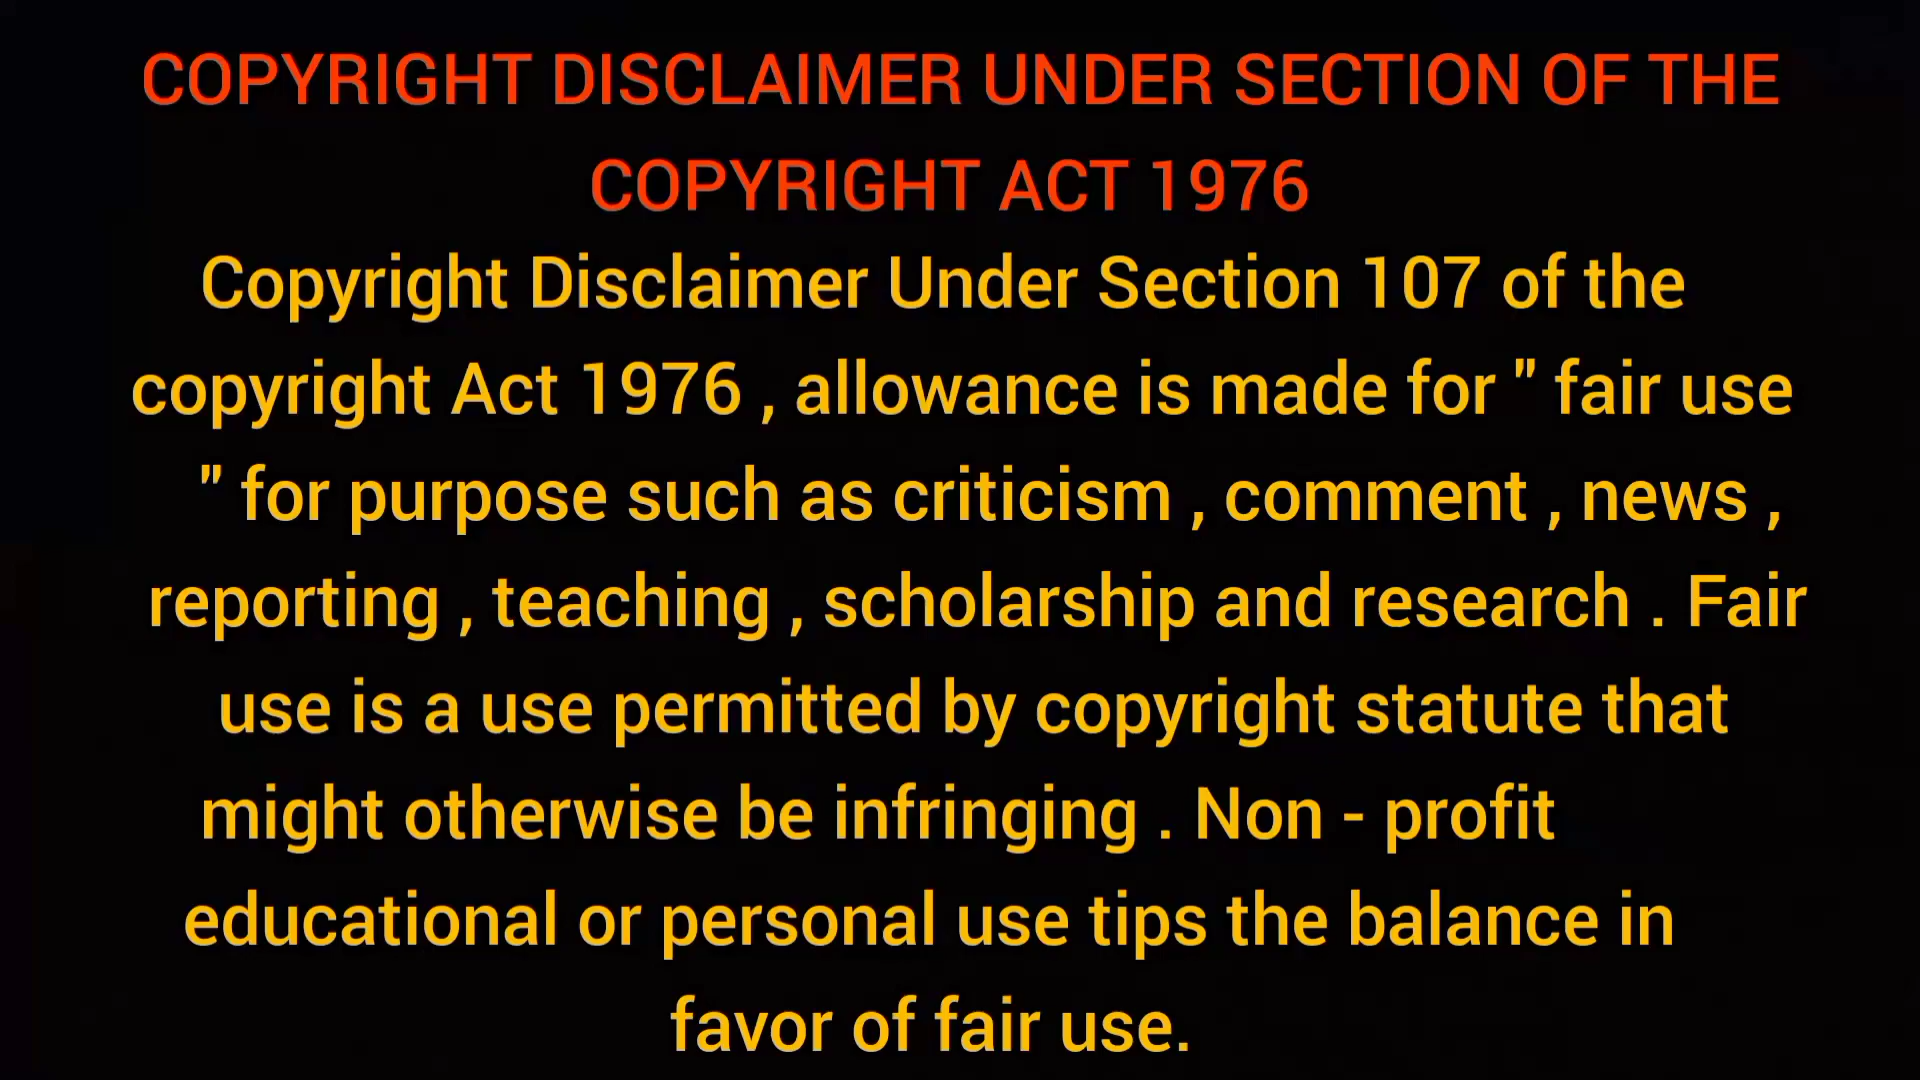 COPYRIGHT DISCLAIMER UNDER SECTION OF THE
COPYRIGHT ACT 1976
Copyright Disclaimer Under Section 107 of the
copyright Act 1976 , allowance is made for " fair use
" for purpose such as criticism , comment , news ,
reporting , teaching , scholarship and research . Fair
use is a use permitted by copyright statute that
might otherwise be infringing . Non - profit
educational or personal use tips the balance in
favor of fair use.